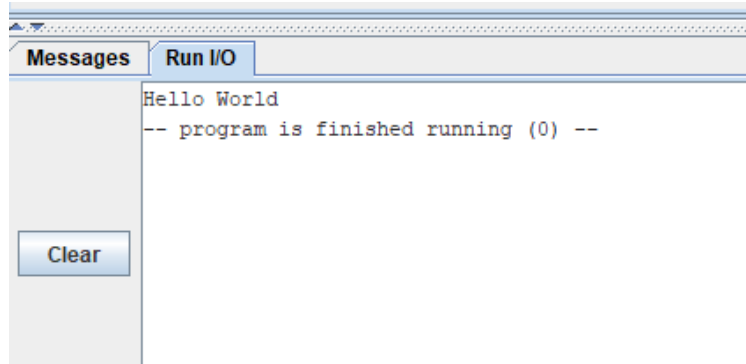 Messages Run I/O
Hello World
-- program is finished running (0) --
Clear